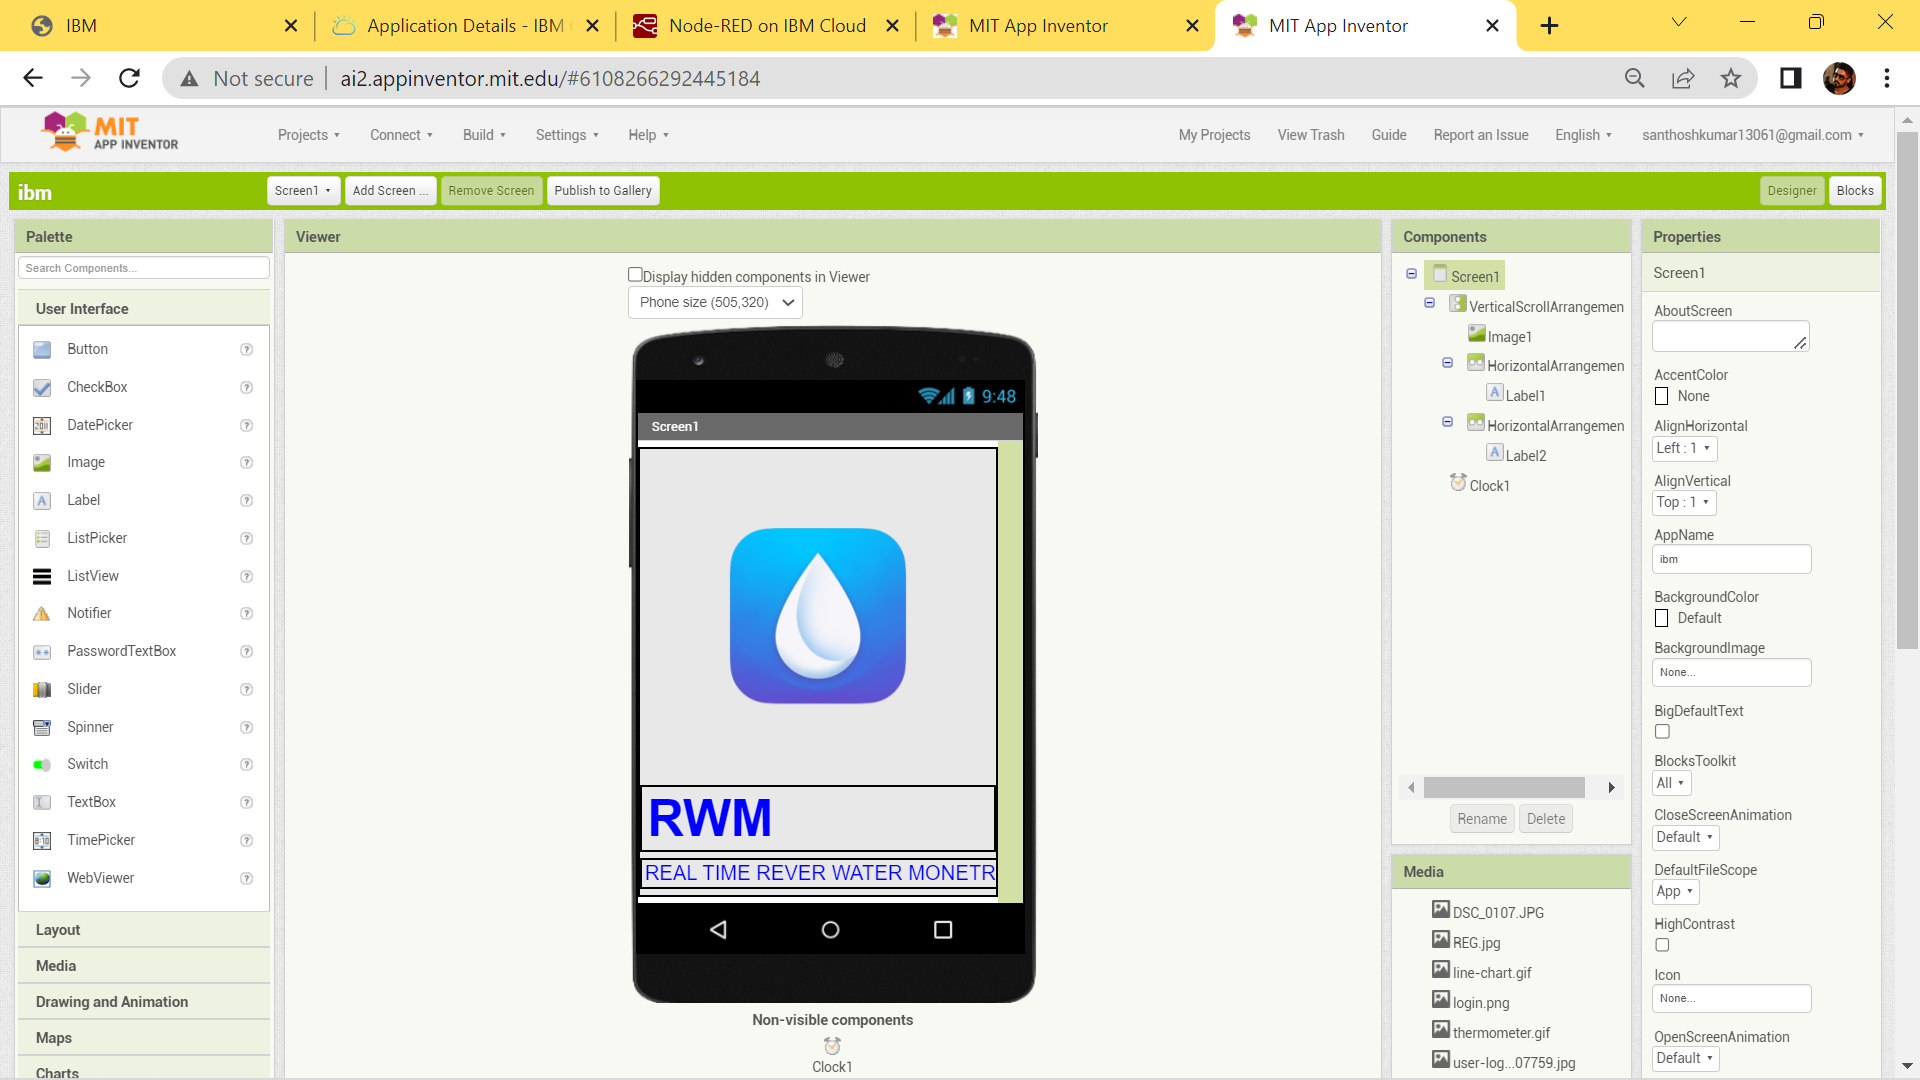 IBM
Application Details - IBM
Node-RED on IBM Cloud
MIT App Inventor
MIT App Inventor
Not secure
ai2.appinventor.mit.edu/#6108266292445184
MIT
APP INVENTOR
Projects
Connect
Build
Settings
Help
My Projects
View Trash
Guide
Report an Issue
English
santhoshkumar13061@gmail.com
ibm
Screen1
Add Screen ...
Remove Screen
Publish to Gallery
Designer
Blocks
Palette
Search Components...
User Interface
Button
CheckBox
DatePicker
Image
Label
ListPicker
ListView
Notifier
PasswordTextBox
Slider
Spinner
Switch
TextBox
TimePicker
WebViewer
Layout
Media
Drawing and Animation
Maps
Charts
Viewer
Display hidden components in Viewer
Phone size (505,320)
9:48
Screen1
RWM
REAL TIME REVER WATER MONETR
Non-visible components
Clock1
Components
Screen1
VerticalScrollArrangemen
Image1
HorizontalArrangemen
Label1
HorizontalArrangemen
Label2
Clock1
Rename
Delete
Media
DSC_0107.JPG
REG.jpg
line-chart.gif
login.png
thermometer.gif
user-log...07759.jpg
Properties
Screen1
AboutScreen
AccentColor
None
AlignHorizontal
Left : 1
AlignVertical
Top : 1
AppName
ibm
BackgroundColor
Default
BackgroundImage
None...
BigDefaultText
BlocksToolkit
All
CloseScreenAnimation
Default
DefaultFileScope
App
HighContrast
Icon
None...
OpenScreenAnimation
Default